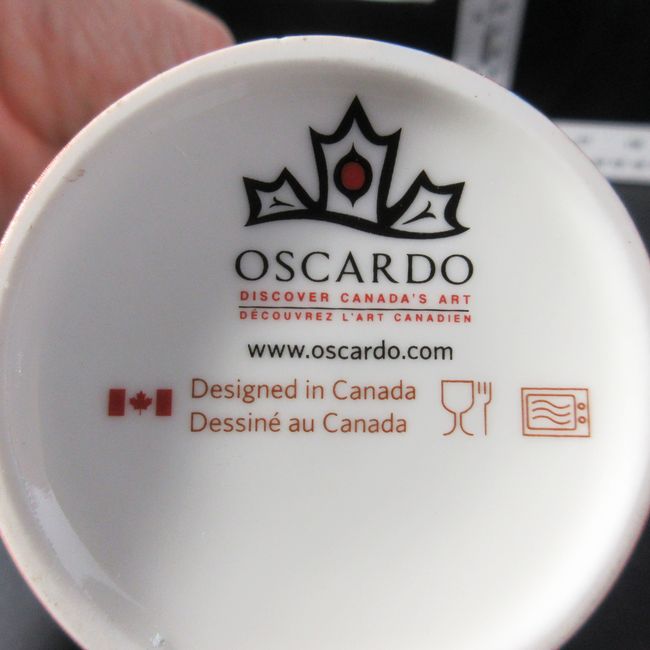 OSCARDO
DISCOVER CANADA'S ART
DÉCOUVREZ L'ART CANADIEN
www.oscardo.com
Designed in Canada
Dessiné au Canada